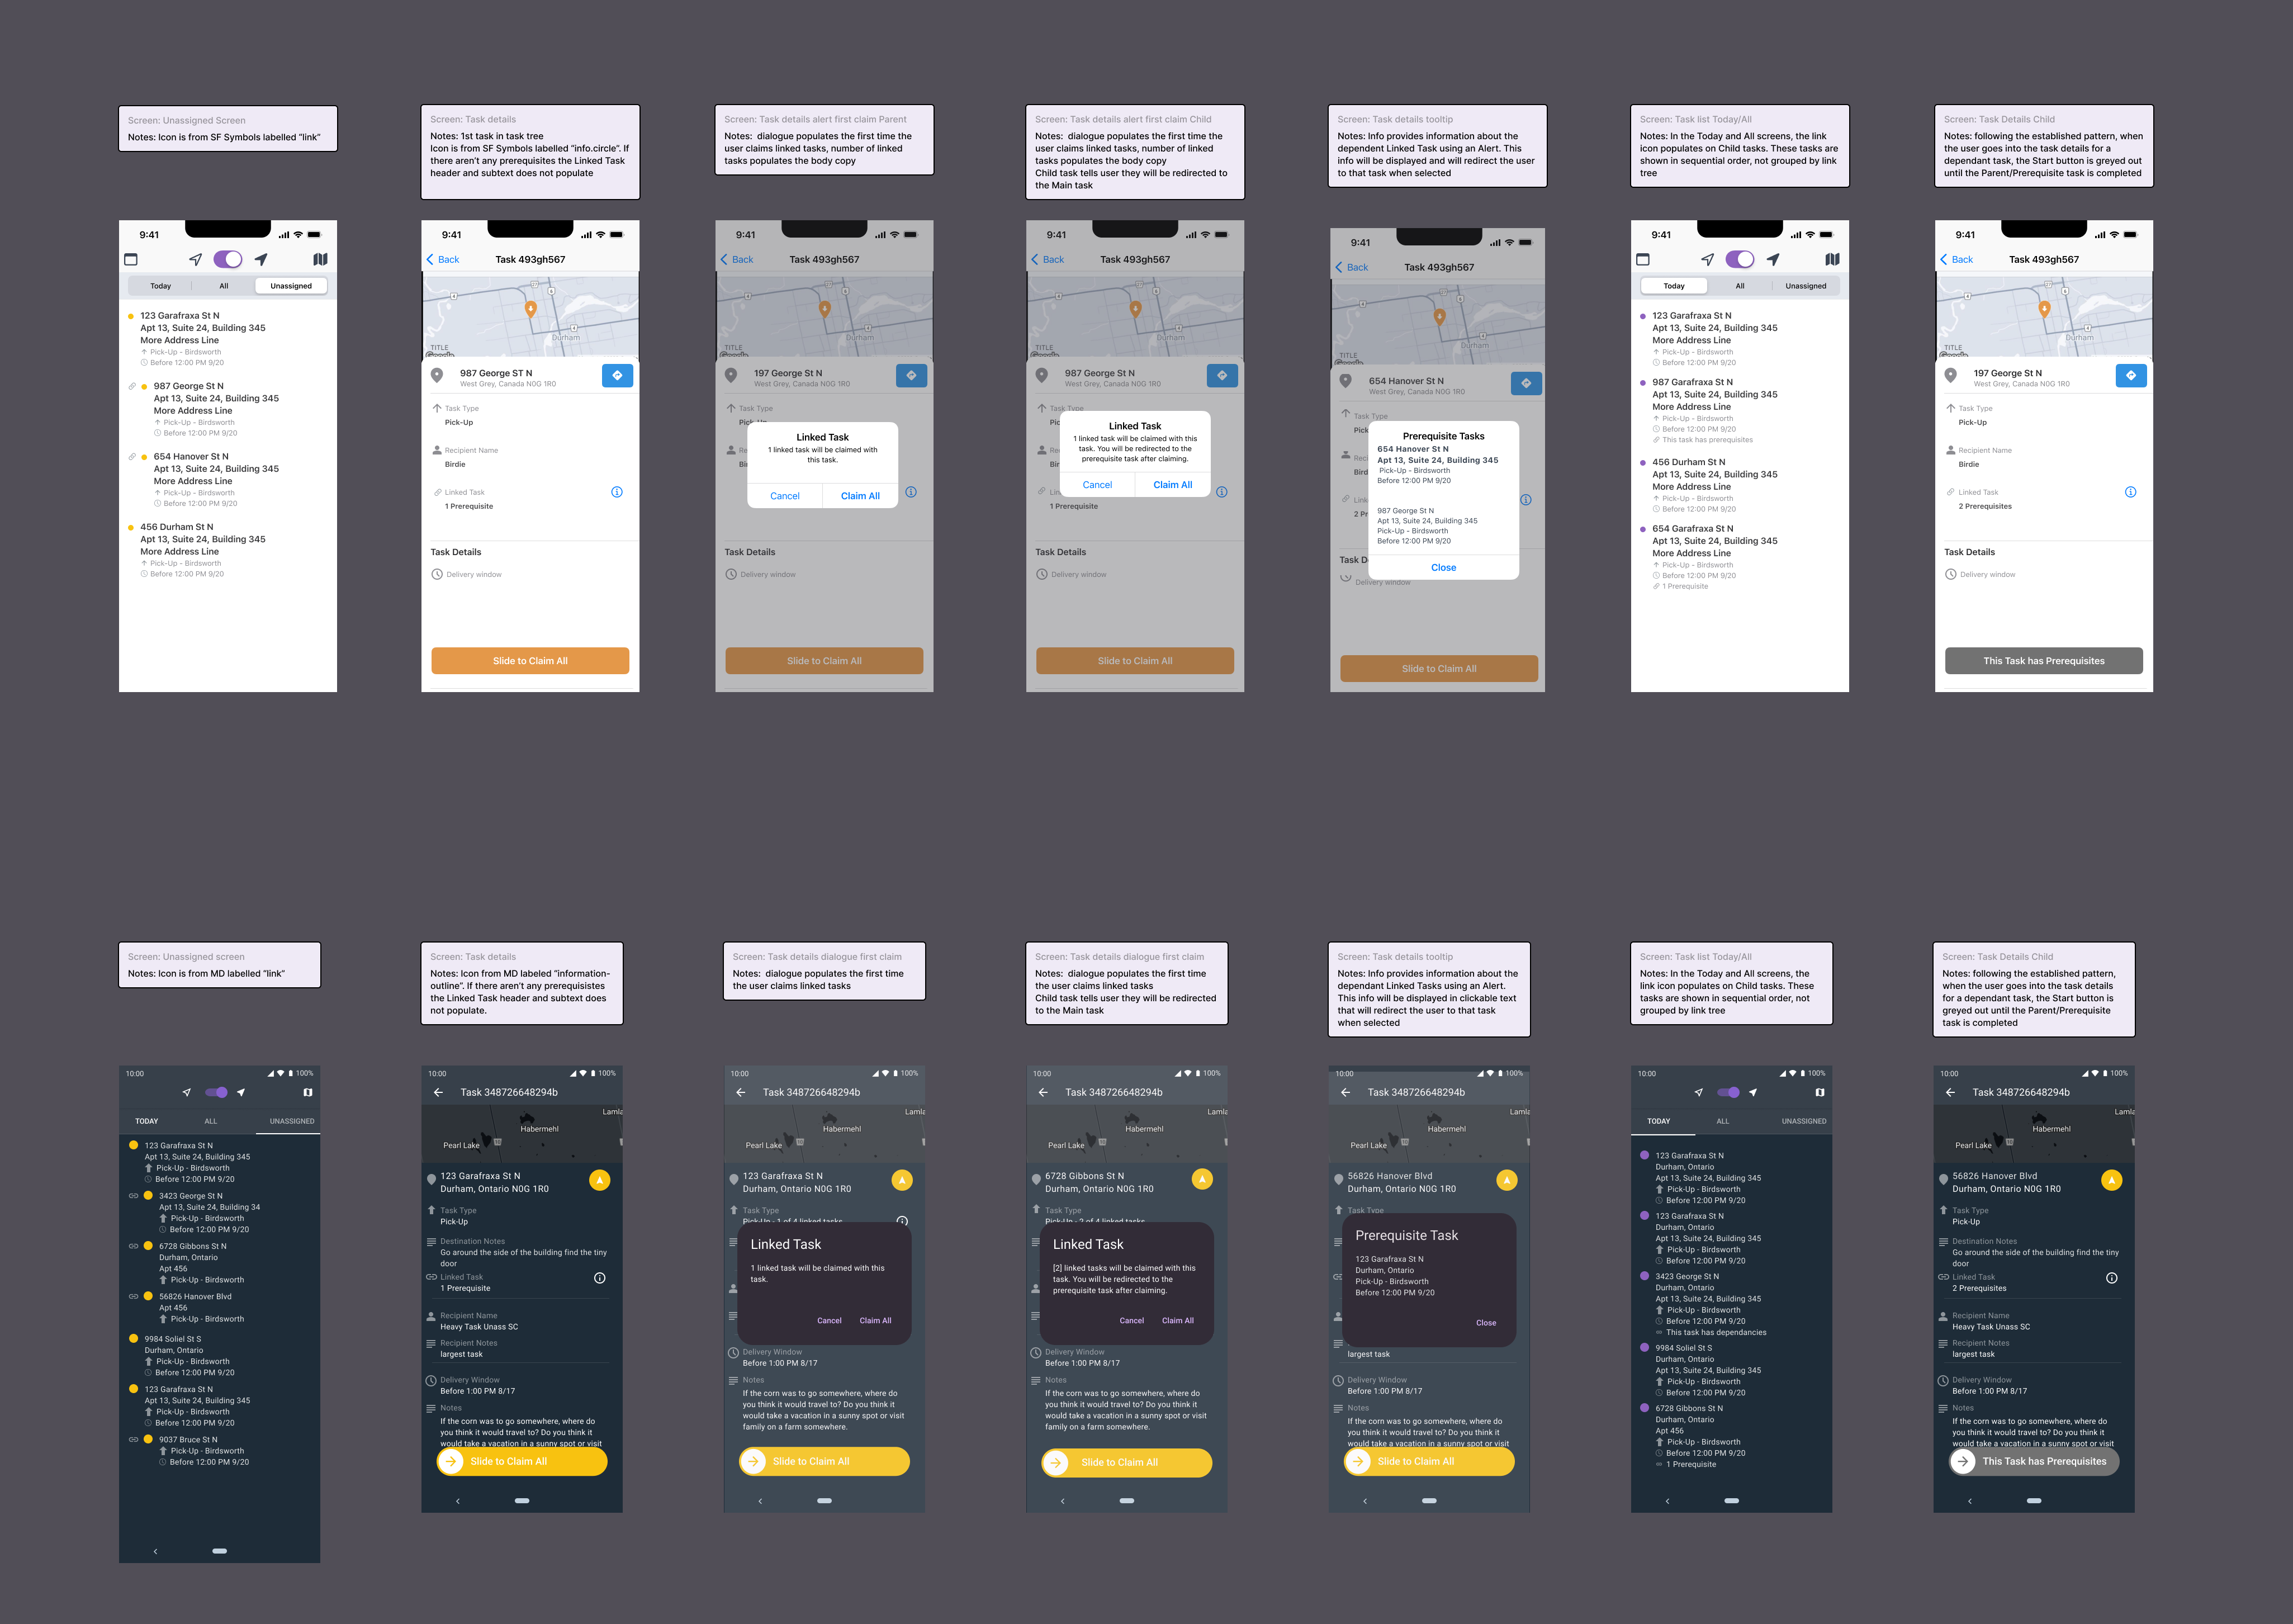 Screen: Unassigned Screen
Notes: Icon is from SF Symbols labelled "link"
Screen: Task details
Notes: 1st task in task tree
Icon is from SF Symbols labelled "info.circle". If
there aren't any prerequisites the Linked Task
header and subtext does not populate
Screen: Task details alert first claim Parent
Notes:  dialogue populates the first time the
user claims linked tasks, number of linked
tasks populates the body copy
Screen: Task details alert first claim Child
Notes:  dialogue populates the first time the
user claims linked tasks, number of linked
tasks populates the body copy
Child task tells user they will be redirected to
the Main task
Screen: Task details tooltip
Notes: Info provides information about the
dependent Linked Task using an Alert. This
info will be displayed and will redirect the user
to that task when selected
Screen: Task list Today/All
Notes: In the Today and All screens, the link
icon populates on Child tasks. These tasks are
shown in sequential order, not grouped by link
tree
Screen: Task Details Child
Notes: following the established pattern, when
the user goes into the task details for a
dependant task, the Start button is greyed out
until the Parent/Prerequisite task is completed
9:41
Today
All
Unassigned
123 Garafraxa St N
Apt 13, Suite 24, Building 345
More Address Line
Pick-Up - Birdsworth
Before 12:00 PM 9/20
987 George St N
Apt 13, Suite 24, Building 345
More Address Line
Pick-Up - Birdsworth
Before 12:00 PM 9/20
654 Hanover St N
Apt 13, Suite 24, Building 345
More Address Line
Pick-Up - Birdsworth
Before 12:00 PM 9/20
456 Durham St N
Apt 13, Suite 24, Building 345
More Address Line
Pick-Up - Birdsworth
Before 12:00 PM 9/20
9:41
Back
Task 493gh567
Durham
TITLE
987 George ST N
West Grey, Canada N0G 1R0
Task Type
Pick-Up
Recipient Name
Birdie
Linked Task
1 Prerequisite
Task Details
Delivery window
Slide to Claim All
9:41
Back
Task 493gh567
Durham
TITLE
197 George St N
West Grey, Canada N0G 1R0
Task Type
Linked Task
1 linked task will be claimed with
this task.
Cancel
Claim All
1 Prerequisite
Task Details
Delivery window
Slide to Claim All
9:41
Back
Task 493gh567
Durham
TITLE
987 George St N
West Grey, Canada N0G 1R0
Task Type
Linked Task
1 linked task will be claimed with this
task. You will be redirected to the
prerequisite task after claiming.
Cancel
Claim All
1 Prerequisite
Task Details
Delivery window
Slide to Claim All
9:41
Back
Task 493gh567
Durham
TITLE
654 Hanover St N
West Grey, Canada N0G 1R0
Task Type
Prerequisite Tasks
654 Hanover St N
Apt 13, Suite 24, Building 345
Pick-Up - Birdsworth
Before 12:00 PM 9/20
987 George St N
Apt 13, Suite 24, Building 345
Pick-Up - Birdsworth
Before 12:00 PM 9/20
Close
Delivery window
Slide to Claim All
9:41
Today
All
Unassigned
123 Garafraxa St N
Apt 13, Suite 24, Building 345
More Address Line
Pick-Up - Birdsworth
Before 12:00 PM 9/20
987 Garafraxa St N
Apt 13, Suite 24, Building 345
More Address Line
Pick-Up - Birdsworth
Before 12:00 PM 9/20
This task has prerequisites
456 Durham St N
Apt 13, Suite 24, Building 345
More Address Line
Pick-Up - Birdsworth
Before 12:00 PM 9/20
654 Garafraxa St N
Apt 13, Suite 24, Building 345
More Address Line
Pick-Up - Birdsworth
Before 12:00 PM 9/20
1 Prerequisite
9:41
Back
Task 493gh567
Durham
TITLE
197 George St N
West Grey, Canada N0G 1R0
Task Type
Pick-Up
Recipient Name
Birdie
Linked Task
2 Prerequisites
Task Details
Delivery window
This Task has Prerequisites
Screen: Unassigned screen
Notes: Icon is from MD labelled "link"
Screen: Task details
Notes: Icon from MD labeled "information-
outline". If there aren't any prerequisistes
the Linked Task header and subtext does
not populate.
Screen: Task details dialogue first claim
Notes:  dialogue populates the first time
the user claims linked tasks
Screen: Task details dialogue first claim
Notes:  dialogue populates the first time
the user claims linked tasks
Child task tells user they will be redirected
to the Main task
Screen: Task details tooltip
Notes: Info provides information about the
dependant Linked Tasks using an Alert.
This info will be displayed in clickable text
that will redirect the user to that task
when selected
Screen: Task list Today/All
Notes: In the Today and All screens, the
link icon populates on Child tasks. These
tasks are shown in sequential order, not
grouped by link tree
Screen: Task Details Child
Notes: following the established pattern,
when the user goes into the task details
for a dependant task, the Start button is
greyed out until the Parent/Prerequisite
task is completed
10:00
100%
TODAY
ALL
UNASSIGNED
123 Garafraxa St N
Apt 13, Suite 24, Building 345
Pick-Up - Birdsworth
Before 12:00 PM 9/20
3423 George St N
Apt 13, Suite 24, Building 34
Pick-Up - Birdsworth
Before 12:00 PM 9/20
6728 Gibbons St N
Durham, Ontario
Apt 456
Pick-Up - Birdsworth
56826 Hanover Blvd
Apt 456
Pick-Up - Birdsworth
9984 Soliel St S
Durham, Ontario
Pick-Up - Birdsworth
Before 12:00 PM 9/20
123 Garafraxa St N
Apt 13, Suite 24, Building 345
Pick-Up - Birdsworth
Before 12:00 PM 9/20
9037 Bruce St N
Pick-Up - Birdsworth
Before 12:00 PM 9/20
10:00
100%
Task 348726648294b
Lamla
Habermehl
Pearl Lake
123 Garafraxa St N
Durham, Ontario N0G 1R0
Task Type
Pick-Up
Destination Notes
Go around the side of the building find the tiny
door
Linked Task
1 Prerequisite
Recipient Name
Heavy Task Unass SC
Recipient Notes
largest task
Delivery Window
Before 1:00 PM 8/17
Notes
If the corn was to go somewhere, where do
you think it would travel to? Do you think it
would take a vacation in a sunny spot or visit
Slide to Claim All
10:00
100%
Task 348726648294b
Lamla
Habermehl
Pearl Lake
123 Garafraxa St N
Durham, Ontario N0G 1R0
Task Type
Pick-Up - 1 of 4 linked tasks
Linked Task
1 linked task will be claimed with this
task.
Cancel
Claim All
Delivery Window
Before 1:00 PM 8/17
Notes
If the corn was to go somewhere, where do
you think it would travel to? Do you think it
would take a vacation in a sunny spot or visit
family on a farm somewhere.
Slide to Claim All
10:00
100%
Task 348726648294b
Lamla
Habermehl
Pearl Lake
6728 Gibbons St N
Durham, Ontario N0G 1R0
Task Type
Pick-Up - 2 of 4 linked tasks
Linked Task
[2] linked tasks will be claimed with this
task. You will be redirected to the
prerequisite task after claiming.
Cancel
Claim All
Delivery Window
Before 1:00 PM 8/17
Notes
If the corn was to go somewhere, where do
you think it would travel to? Do you think it
would take a vacation in a sunny spot or visit
family on a farm somewhere.
Slide to Claim All
10:00
100%
Task 348726648294b
Lamla
Habermehl
Pearl Lake
56826 Hanover Blvd
Durham, Ontario N0G 1R0
Task Type
Prerequisite Task
123 Garafraxa St N
Durham, Ontario
Pick-Up - Birdsworth
Before 12:00 PM 9/20
Close
largest task
Delivery Window
Before 1:00 PM 8/17
Notes
If the corn was to go somewhere, where do
you think it would travel to? Do you think it
would take a vacation in a sunny spot or visit
Slide to Claim All
10:00
100%
TODAY
ALL
UNASSIGNED
123 Garafraxa St N
Durham, Ontario
Apt 13, Suite 24, Building 345
Pick-Up - Birdsworth
Before 12:00 PM 9/20
123 Garafraxa St N
Durham, Ontario
Apt 13, Suite 24, Building 345
Pick-Up - Birdsworth
Before 12:00 PM 9/20
3423 George St N
Durham, Ontario
Apt 13, Suite 24, Building 345
Pick-Up - Birdsworth
Before 12:00 PM 9/20
This task has dependancies
9984 Soliel St S
Durham, Ontario
Apt 13, Suite 24, Building 345
Pick-Up - Birdsworth
Before 12:00 PM 9/20
6728 Gibbons St N
Durham, Ontario
Apt 456
Pick-Up - Birdsworth
Before 12:00 PM 9/20
1 Prerequisite
10:00
100%
Task 348726648294b
Lamla
Habermehl
Pearl Lake
56826 Hanover Blvd
Durham, Ontario N0G 1R0
Task Type
Pick-Up
Destination Notes
Go around the side of the building find the tiny
door
Linked Task
2 Prerequisites
Recipient Name
Heavy Task Unass SC
Recipient Notes
largest task
Delivery Window
Before 1:00 PM 8/17
Notes
If the corn was to go somewhere, where do
you think it would travel to? Do you think it
would take a vacation in a sunny spot or visit
This Task has Prerequisites